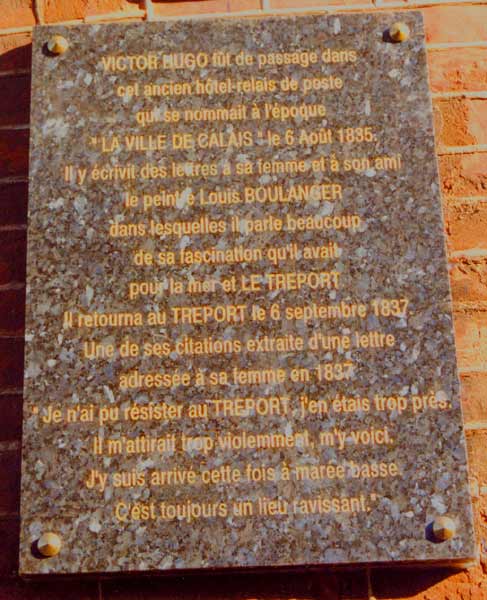 VICTOR HUGO fût de passage dans
cet ancien hôtel-relais de poste
qui se nommait à l'époque
" LA VILLE DE CALAIS " le 6 Août 1835.
Il y écrivit des lettres à sa femme et à son ami
le peintre Louis BOULANGER
dans lesquelles il parle beaucoup
de sa fascination qu'il avait
pour la mer et LE TREPORT
Il retourna au TREPORT le 6 septembre 1837.
Une de ses citations extraite d'une lettre
adressée à sa femme en 1837
" Je n'ai pu résister au TREPORT, j'en étais trop près.
Il m'attirait trop violemment, m'y voici.
J'y suis arrivé cette fois à marée basse.
C'est toujours un lieu ravissant."